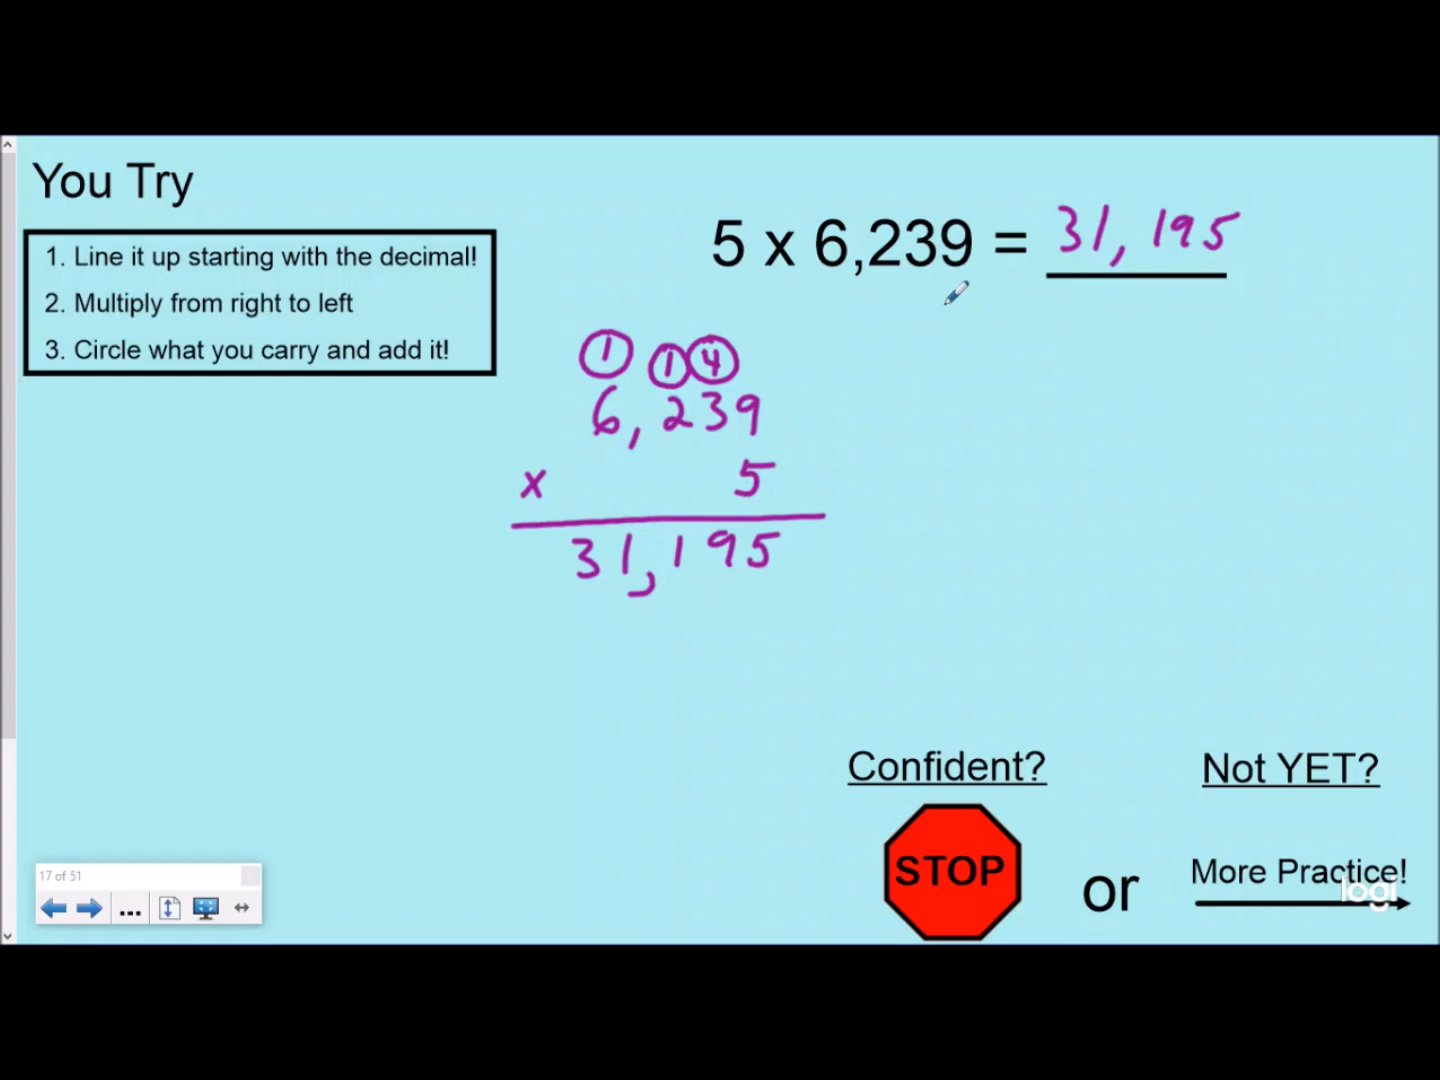 You Try
1. Line it up starting with the decimal!
2. Multiply from right to left
3. Circle what you carry and add it!
5 x 6,239 = 31,195
1 1 4
6,239
x 5
31,195
Confident?
STOP
or
Not YET?
More Practice!
logi
17 of 51
...